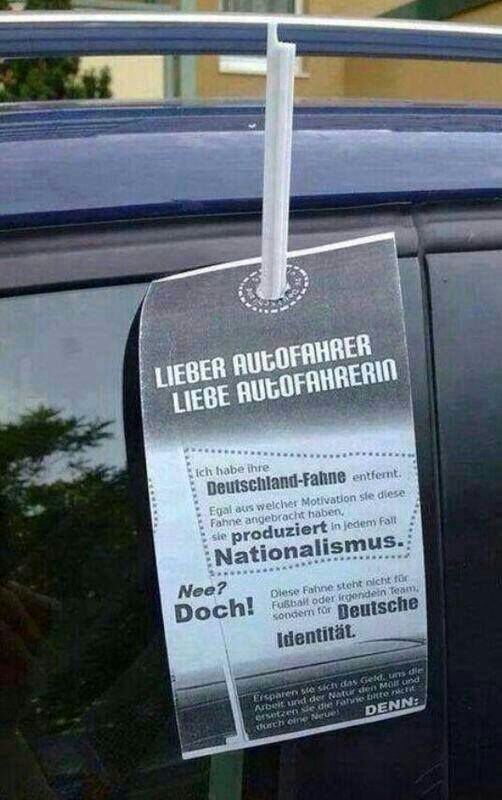 LIEBER AUTOFAHRER
LIEBE AUTOFAHRERIN
Ich habe ihre
Deutschland-Fahne entfernt.
Egal aus welcher Motivation sie diese
Fahne angebracht haben,
sie produziert in jedem Fall
Nationalismus.
Nee?
Doch!
Diese Fahne steht nicht für
Fußball oder irgendein Team,
sondern für Deutsche
Identität.
Ersparen sie sich das Geld, uns die
Arbeit und der Natur den Müll und
ersetzen sie die Fahne bitte nicht
durch eine Neue!
DENN: